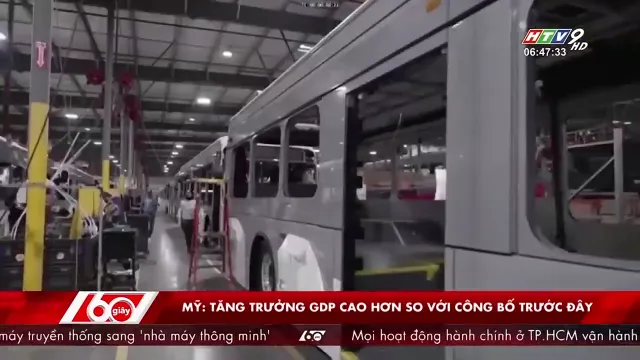 HTV9 HD
06:47:33
60 giây MỸ: TĂNG TRƯỞNG GDP CAO HƠN SO VỚI CÔNG BỐ TRƯỚC ĐÂY
máy truyền thống sang 'nhà máy thông minh' 60 Mọi hoạt động hành chính ở TP.HCM vận hành